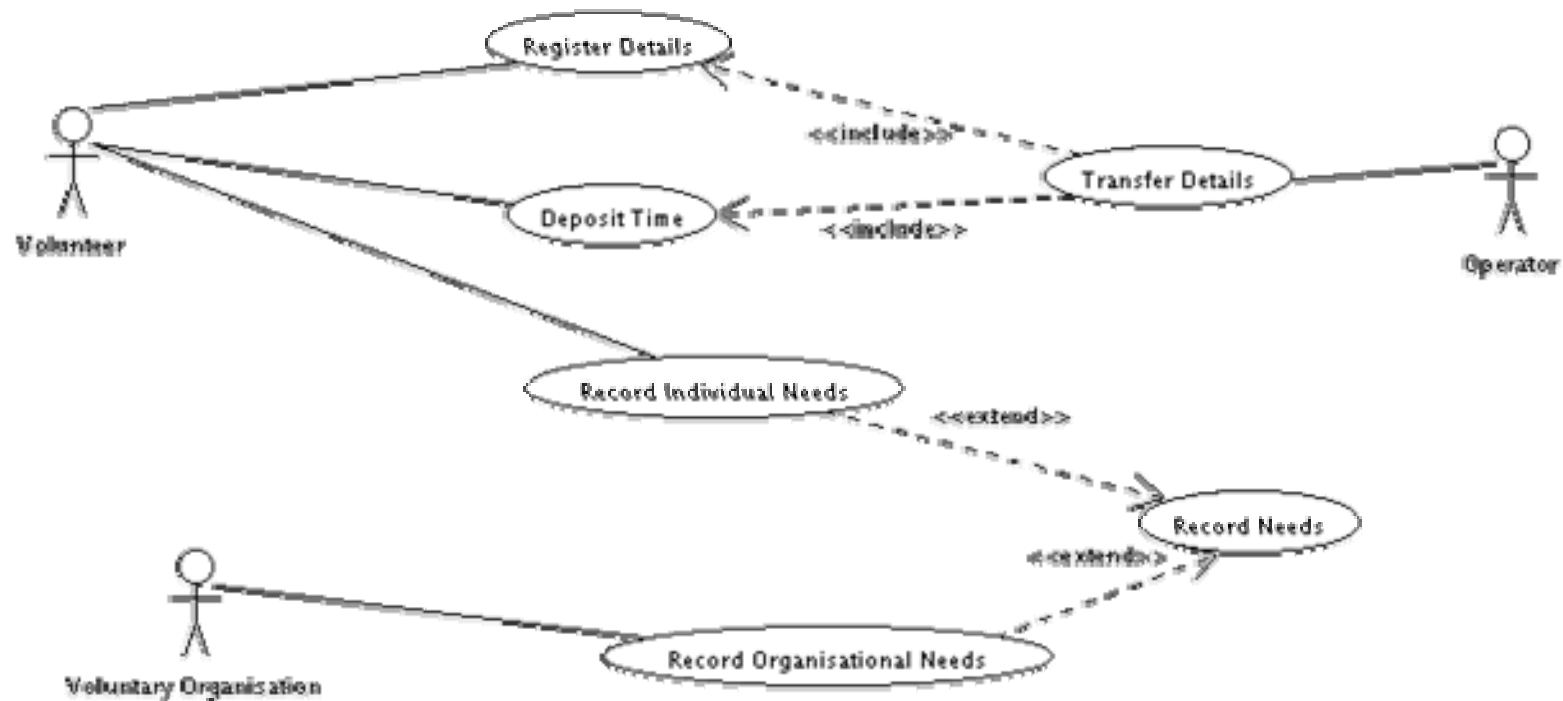 Register Details
<<include>>
Transfer Details
Deposit Time
<<include>>
Volunteer
Operator
Record Individual Needs
<<extend>>
Record Needs
<<extend>>
Record Organisational Needs
Voluntary Organisation